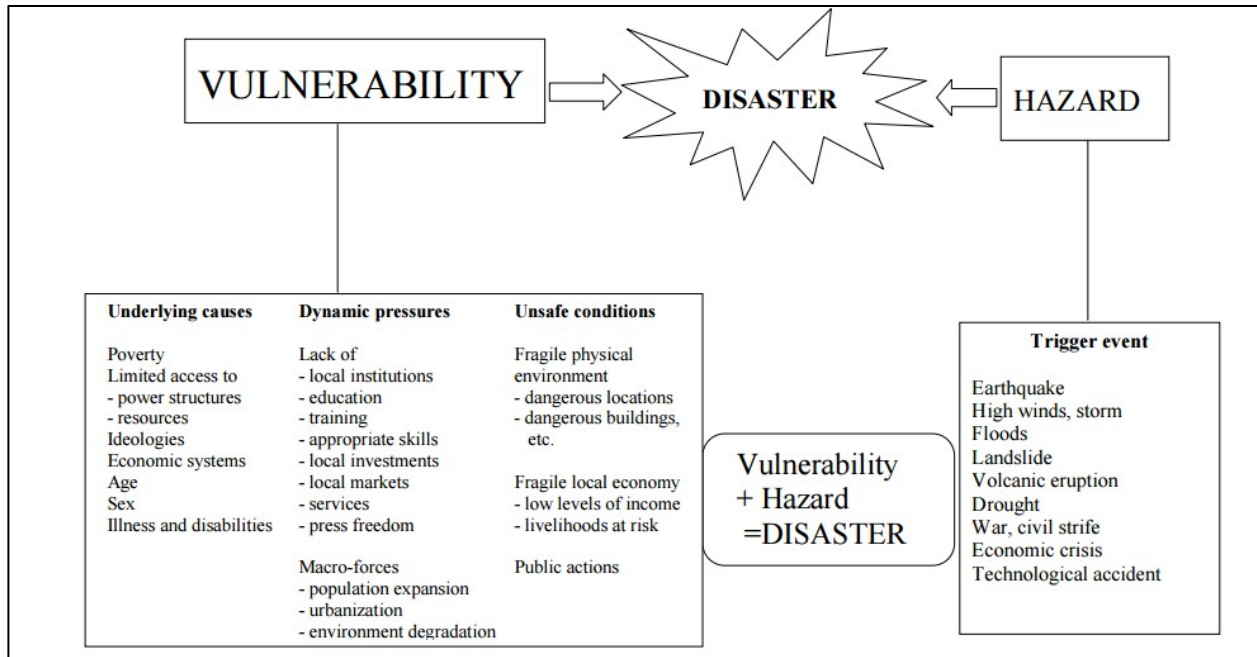 VULNERABILITY
DISASTER
HAZARD
Underlying causes
Poverty
Limited access to
- power structures
- resources
Ideologies
Economic systems
Age
Sex
Illness and disabilities
Dynamic pressures
Lack of
- local institutions
- education
- training
- appropriate skills
- local investments
- local markets
- services
- press freedom
Macro-forces
- population expansion
- urbanization
- environment degradation
Unsafe conditions
Fragile physical
environment
- dangerous locations
- dangerous buildings,
etc.
Fragile local economy
- low levels of income
- livelihoods at risk
Public actions
Vulnerability
+ Hazard
=DISASTER
Trigger event
Earthquake
High winds, storm
Floods
Landslide
Volcanic eruption
Drought
War, civil strife
Economic crisis
Technological accident